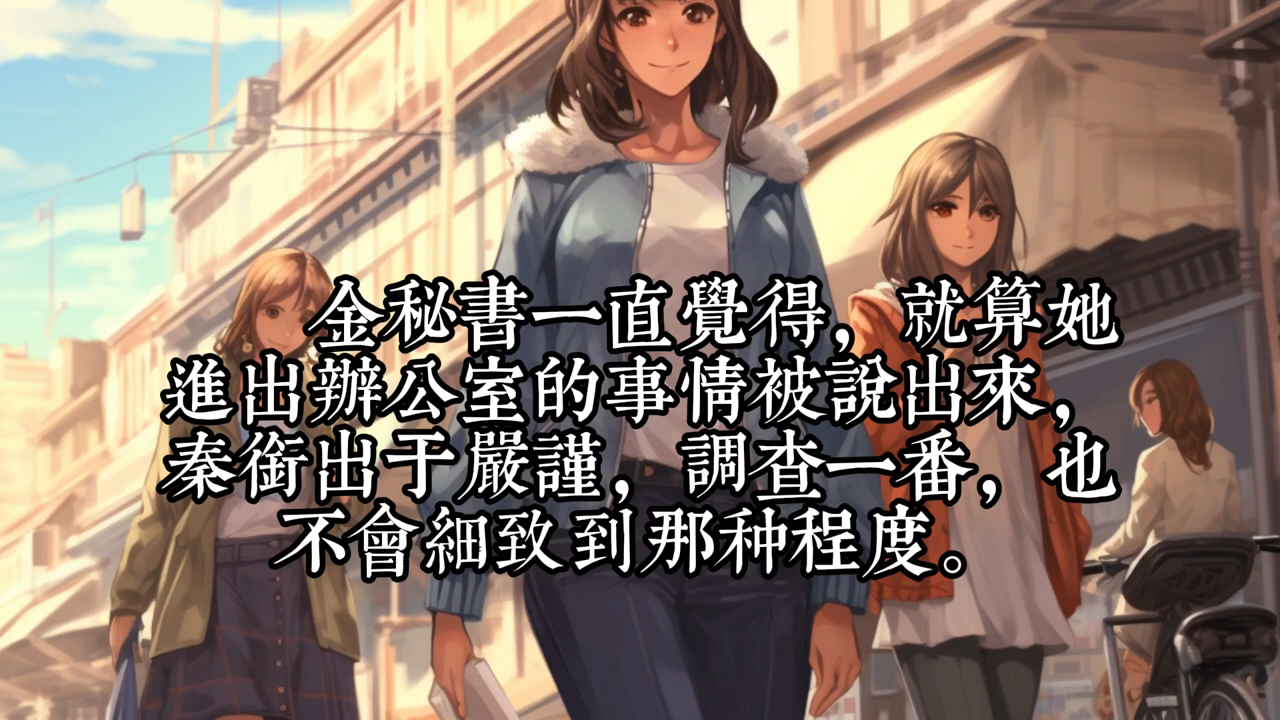 金秘書一直覺得，就算她
進出辦公室的事情被說出來，
秦銜出于嚴謹，調查一番，也
不會細致到那种程度。